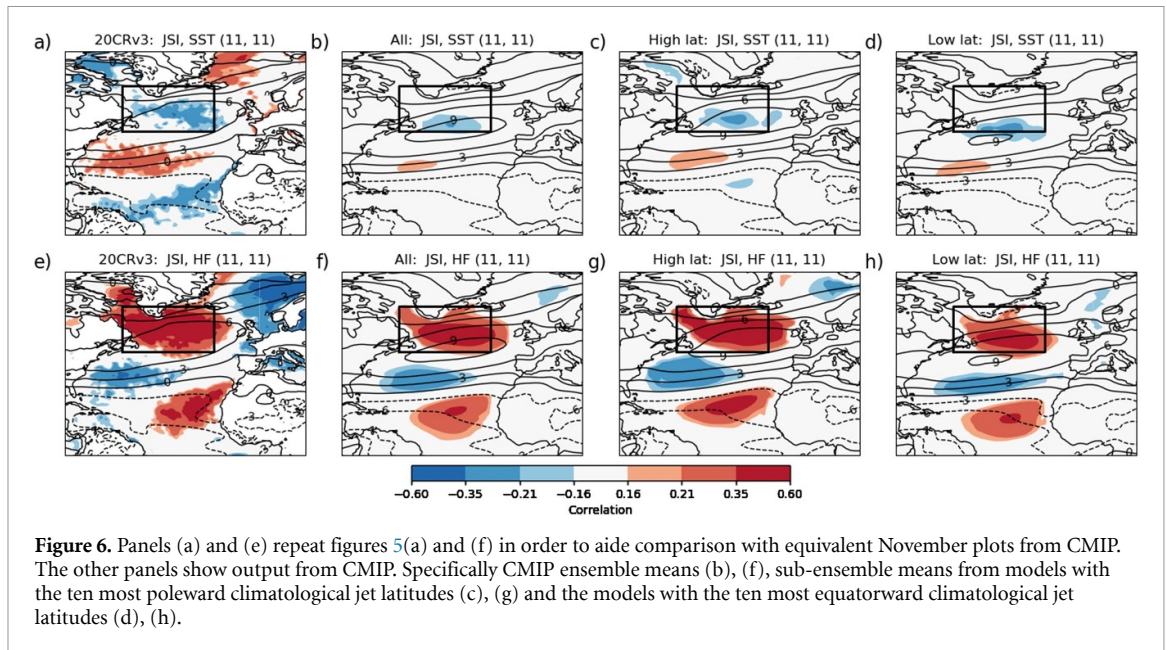 a) 20CRv3: JSI, SST (11, 11)
b) All: JSI, SST (11, 11)
c) High lat: JSI, SST (11, 11)
d) Low lat: JSI, SST (11, 11)
e) 20CRv3: JSI, HF (11, 11)
f) All: JSI, HF (11, 11)
g) High lat: JSI, HF (11, 11)
h) Low lat: JSI, HF (11, 11)
−0.60 −0.35 −0.21 −0.16 0.16 0.21 0.35 0.60
Correlation
Figure 6. Panels (a) and (e) repeat figures 5(a) and (f) in order to aide comparison with equivalent November plots from CMIP.
The other panels show output from CMIP. Specifically CMIP ensemble means (b), (f), sub-ensemble means from models with
the ten most poleward climatological jet latitudes (c), (g) and the models with the ten most equatorward climatological jet
latitudes (d), (h).